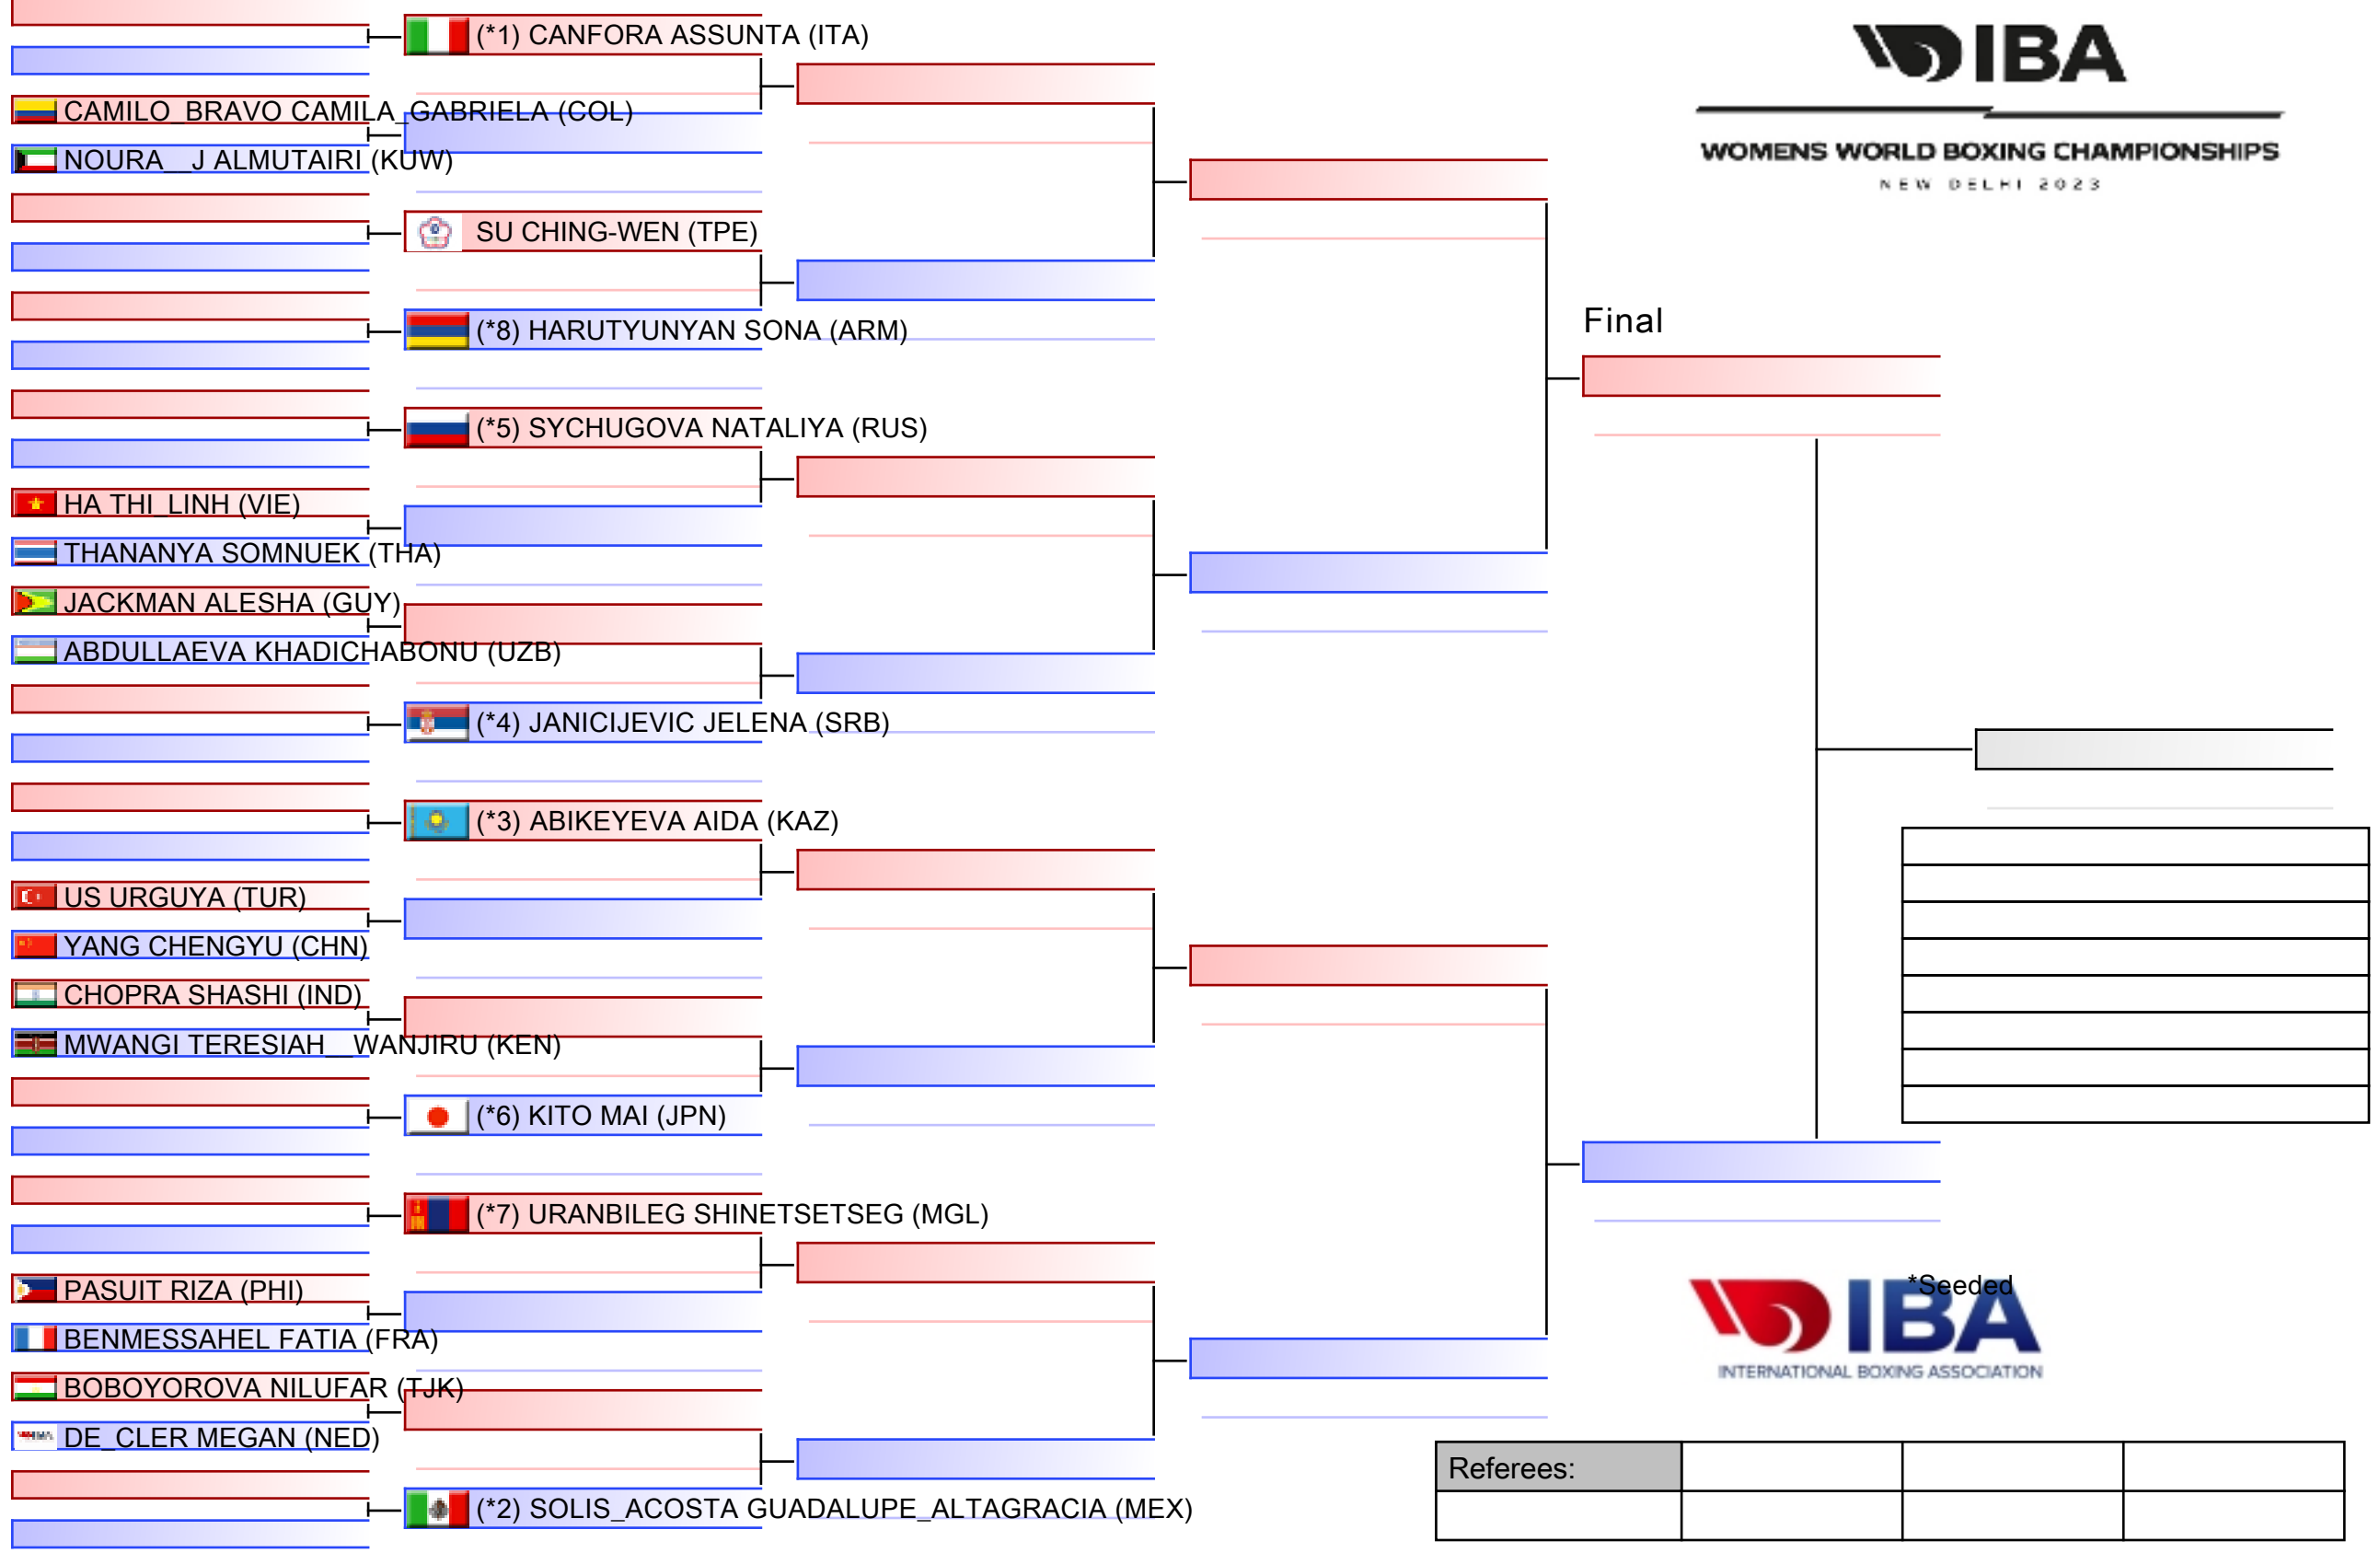 (*1) CANFORA ASSUNTA (ITA)
CAMILO_BRAVO CAMILA_GABRIELA (COL)
NOURA__J ALMUTAIRI (KUW)
SU CHING-WEN (TPE)
(*8) HARUTYUNYAN SONA (ARM)
(*5) SYCHUGOVA NATALIYA (RUS)
HA THI_LINH (VIE)
THANANYA SOMNUEK (THA)
JACKMAN ALESHA (GUY)
ABDULLAEVA KHADICHABONU (UZB)
(*4) JANICIJEVIC JELENA (SRB)
(*3) ABIKEYEVA AIDA (KAZ)
US URGUYA (TUR)
YANG CHENGYU (CHN)
CHOPRA SHASHI (IND)
MWANGI TERESIAH__WANJIRU (KEN)
(*6) KITO MAI (JPN)
(*7) URANBILEG SHINETSETSEG (MGL)
PASUIT RIZA (PHI)
BENMESSAHEL FATIA (FRA)
BOBOYOROVA NILUFAR (TJK)
DE_CLER MEGAN (NED)
(*2) SOLIS_ACOSTA GUADALUPE_ALTAGRACIA (MEX)
IBA
WOMENS WORLD BOXING CHAMPIONSHIPS
NEW DELHI 2023
Final
*Seeded
IBA
INTERNATIONAL BOXING ASSOCIATION
Referees: